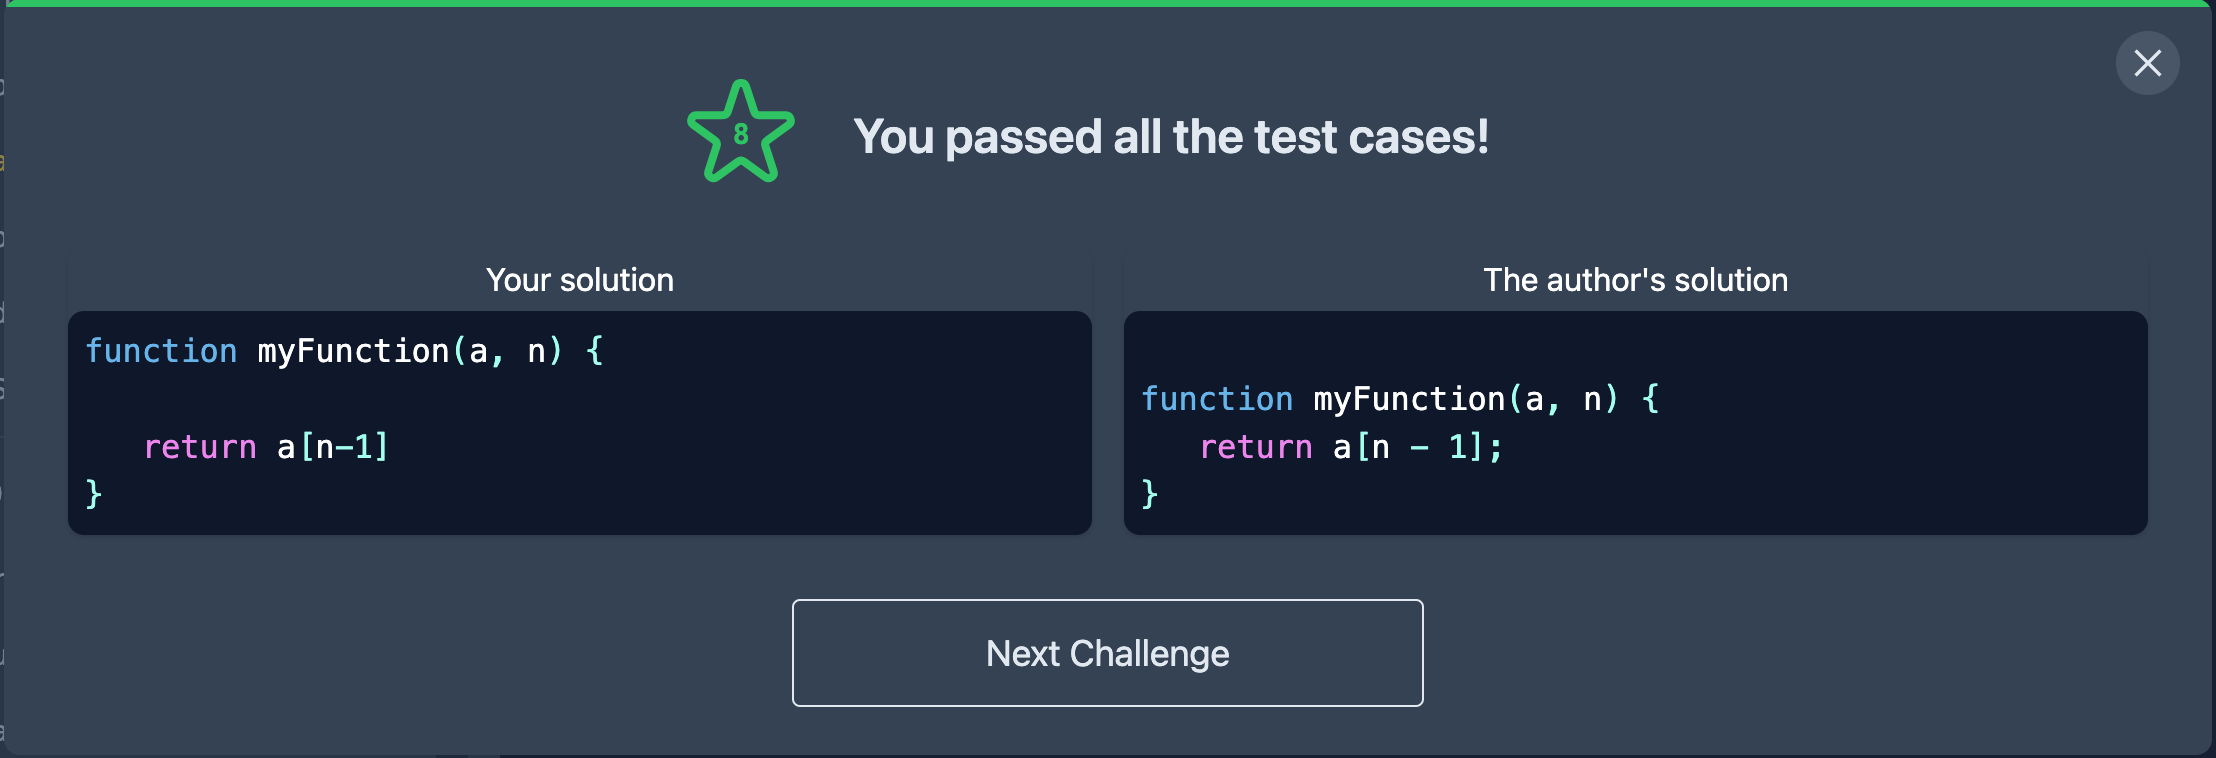 8
You passed all the test cases!
Your solution
function myFunction(a, n) {
return a[n-1]
}
The author's solution
function myFunction(a, n) {
return a[n - 1];
}
Next Challenge